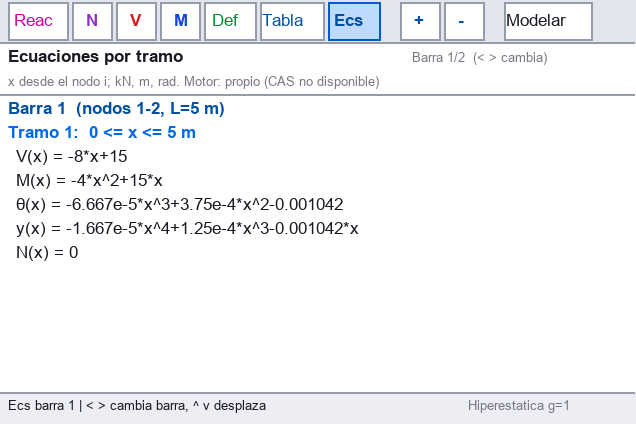 Reac N V M Def Tabla Ecs + - Modelar
Ecuaciones por tramo Barra 1/2 (< > cambia)
x desde el nodo i; kN, m, rad. Motor: propio (CAS no disponible)
Barra 1 (nodos 1-2, L=5 m)
Tramo 1: 0 <= x <= 5 m
V(x) = -8*x+15
M(x) = -4*x^2+15*x
θ(x) = -6.667e-5*x^3+3.75e-4*x^2-0.001042
y(x) = -1.667e-5*x^4+1.25e-4*x^3-0.001042*x
N(x) = 0
Ecs barra 1 | < > cambia barra, ^ v desplaza Hiperestatica g=1